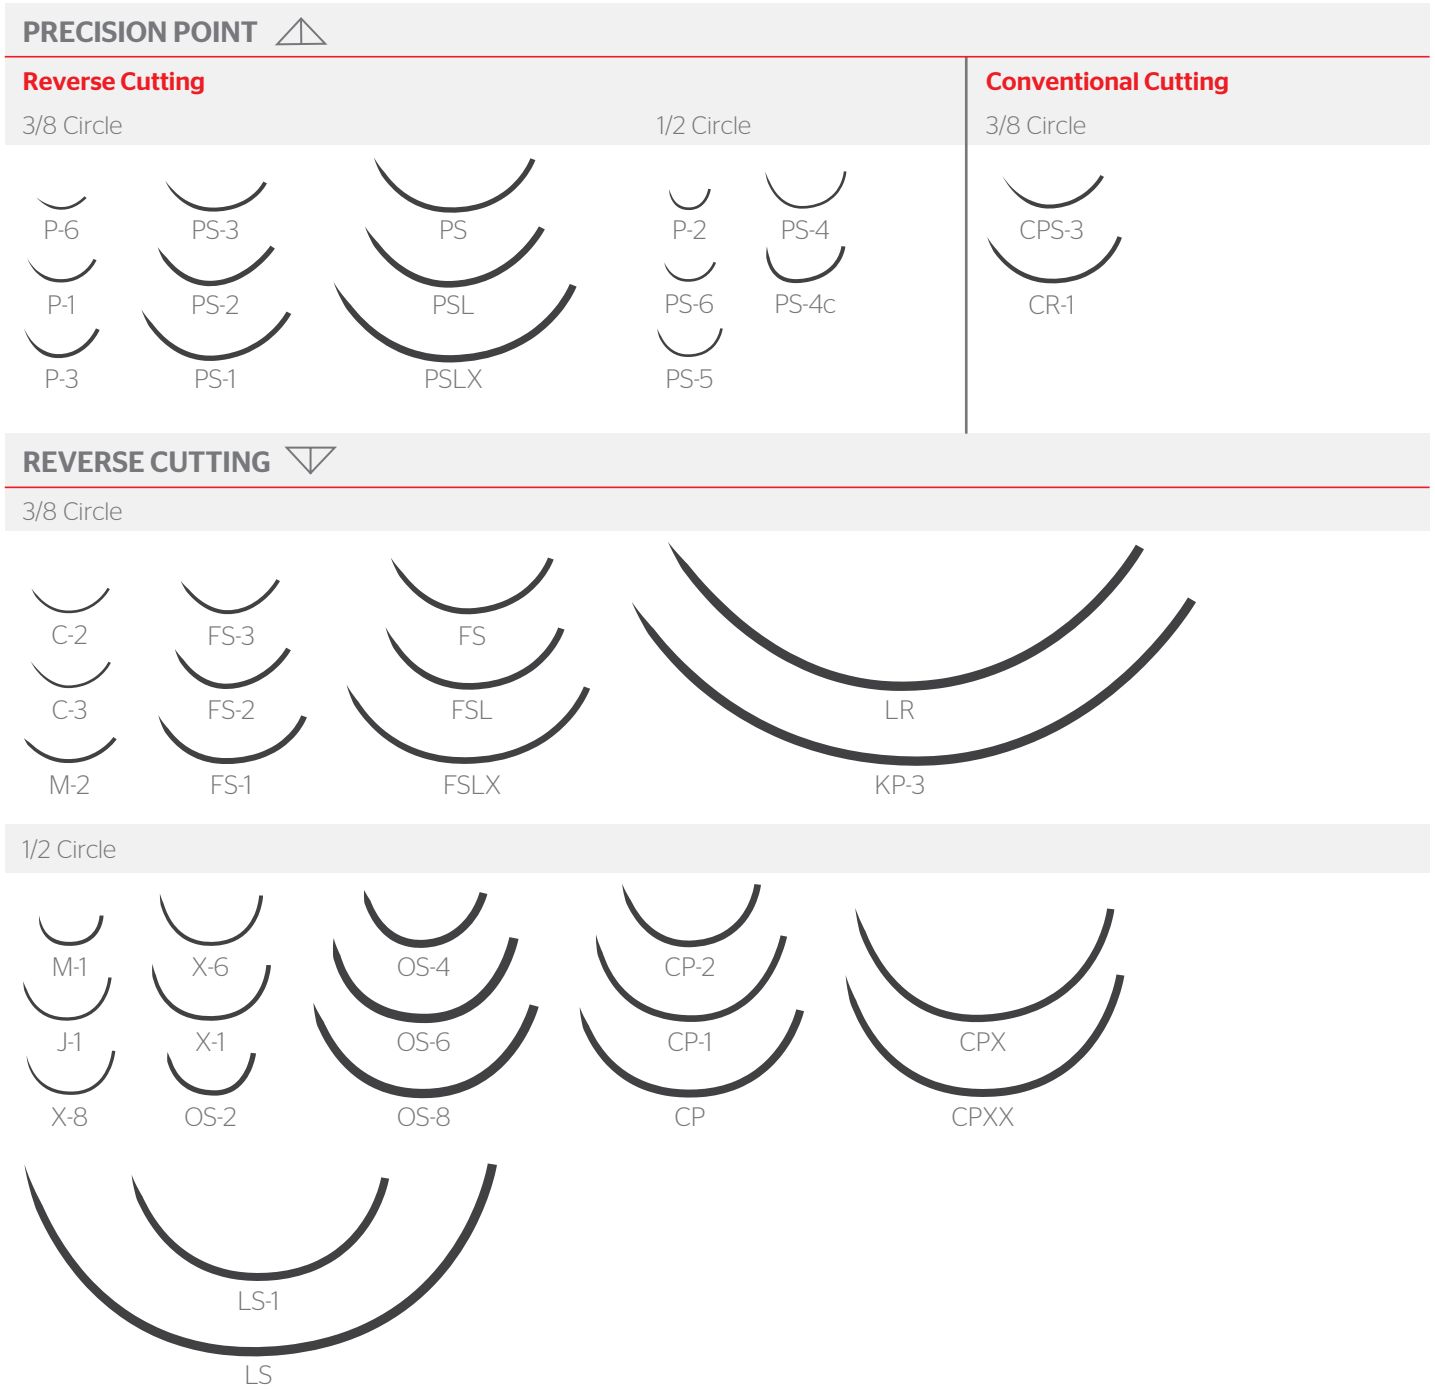 PRECISION POINT
Reverse Cutting
Conventional Cutting
3/8 Circle
1/2 Circle
3/8 Circle
P-6
PS-3
PS
P-2
PS-4
CPS-3
P-1
PS-2
PSL
PS-6
PS-4c
CR-1
P-3
PS-1
PSLX
PS-5
REVERSE CUTTING
3/8 Circle
C-2
FS-3
FS
C-3
FS-2
FSL
LR
M-2
FS-1
FSLX
KP-3
1/2 Circle
M-1
X-6
OS-4
CP-2
J-1
X-1
OS-6
CP-1
CPX
X-8
OS-2
OS-8
CP
CPXX
LS-1
LS